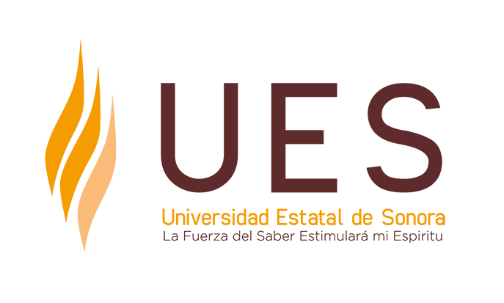 UES
Universidad Estatal de Sonora
La Fuerza del Saber Estimulará mi Espiritu